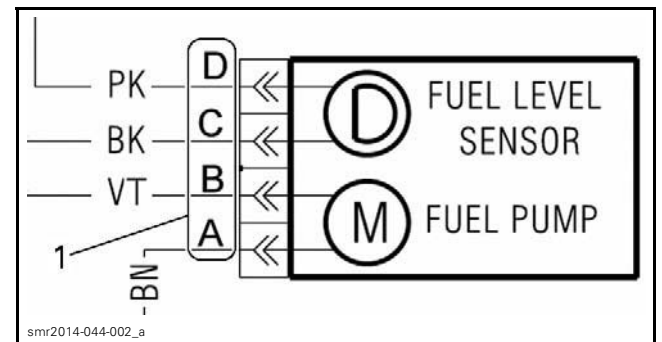 PK D FUEL LEVEL
BK C SENSOR
VT B
A M FUEL PUMP
1
BN
smr2014-044-002_a